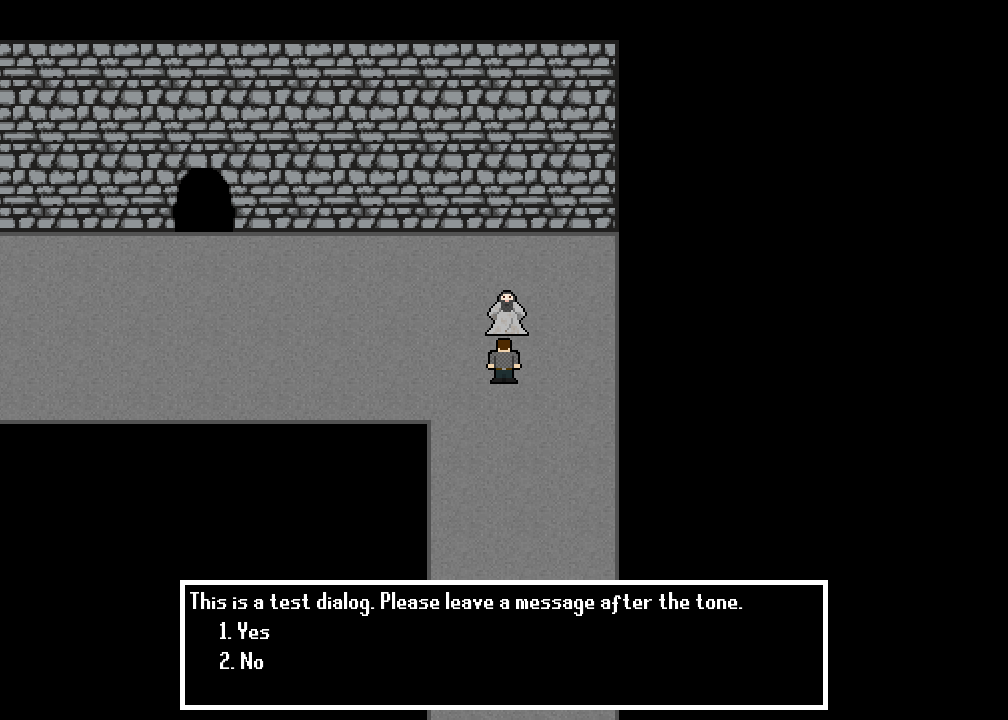 This is a test dialog. Please leave a message after the tone.
1. Yes
2. No